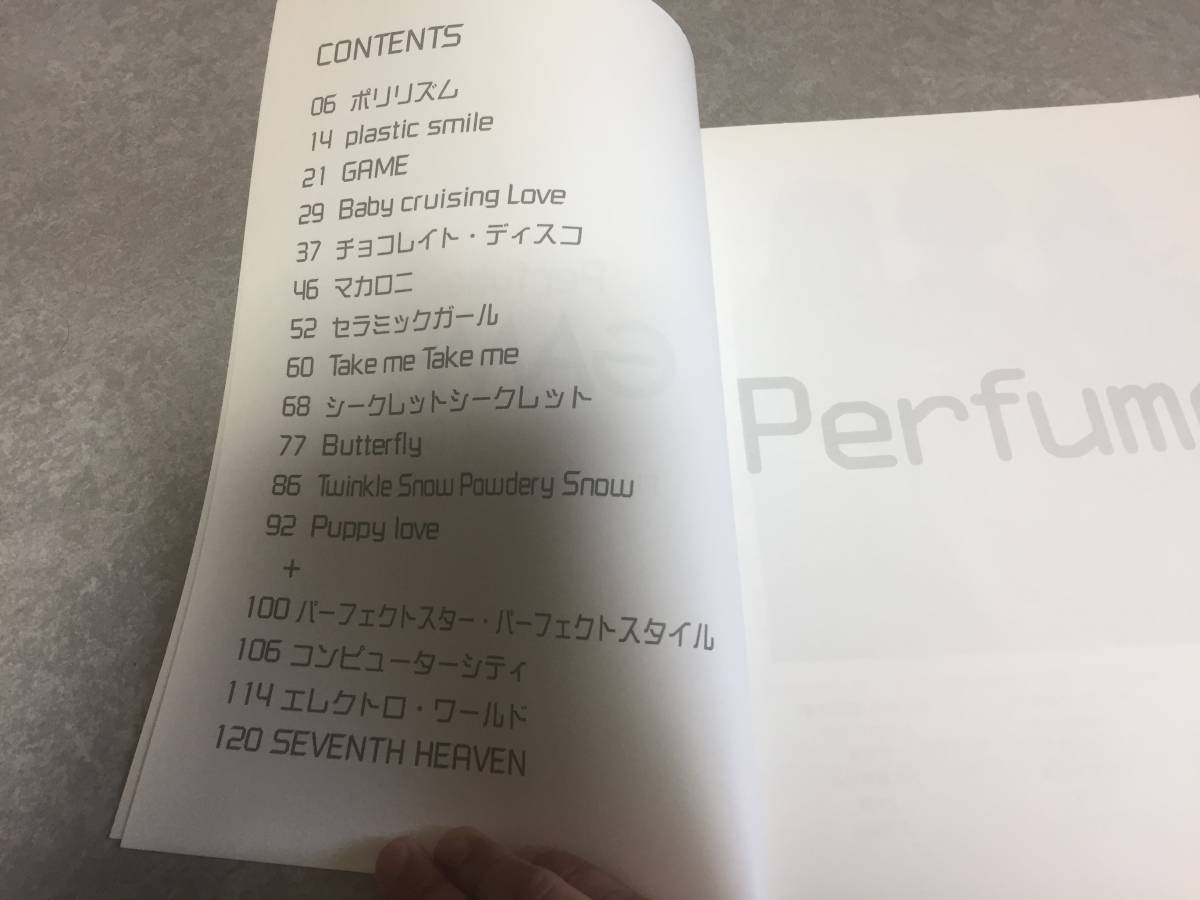 CONTENTS
06 ポリリズム
14 plastic smile
21 GAME
29 Baby cruising Love
37 チョコレイト・ディスコ
46 マカロニ
52 セラミックガール
60 Take me Take me
68 シークレットシークレット
77 Butterfly
86 Twinkle Snow Powdery Snow
92 Puppy love
+
100 パーフェクトスター・パーフェクトスタイル
106 コンピューターシティ
114 エレクトロ・ワールド
120 SEVENTH HEAVEN
Perfume